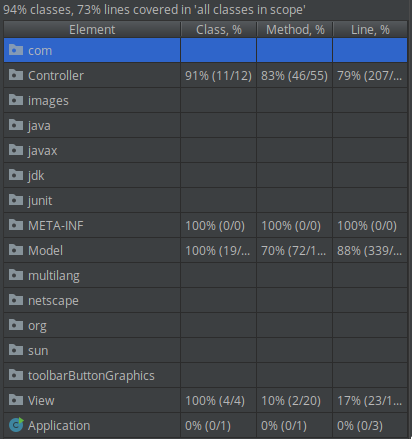 94% classes, 73% lines covered in 'all classes in scope'
Element Class, % Method, % Line, %
com
Controller 91% (11/12) 83% (46/55) 79% (207/...
images
java
javax
jdk
junit
META-INF 100% (0/0) 100% (0/0) 100% (0/0)
Model 100% (19/... 70% (72/1... 88% (339/...
multilang
netscape
org
sun
toolbarButtonGraphics
View 100% (4/4) 10% (2/20) 17% (23/1...
Application 0% (0/1) 0% (0/1) 0% (0/3)